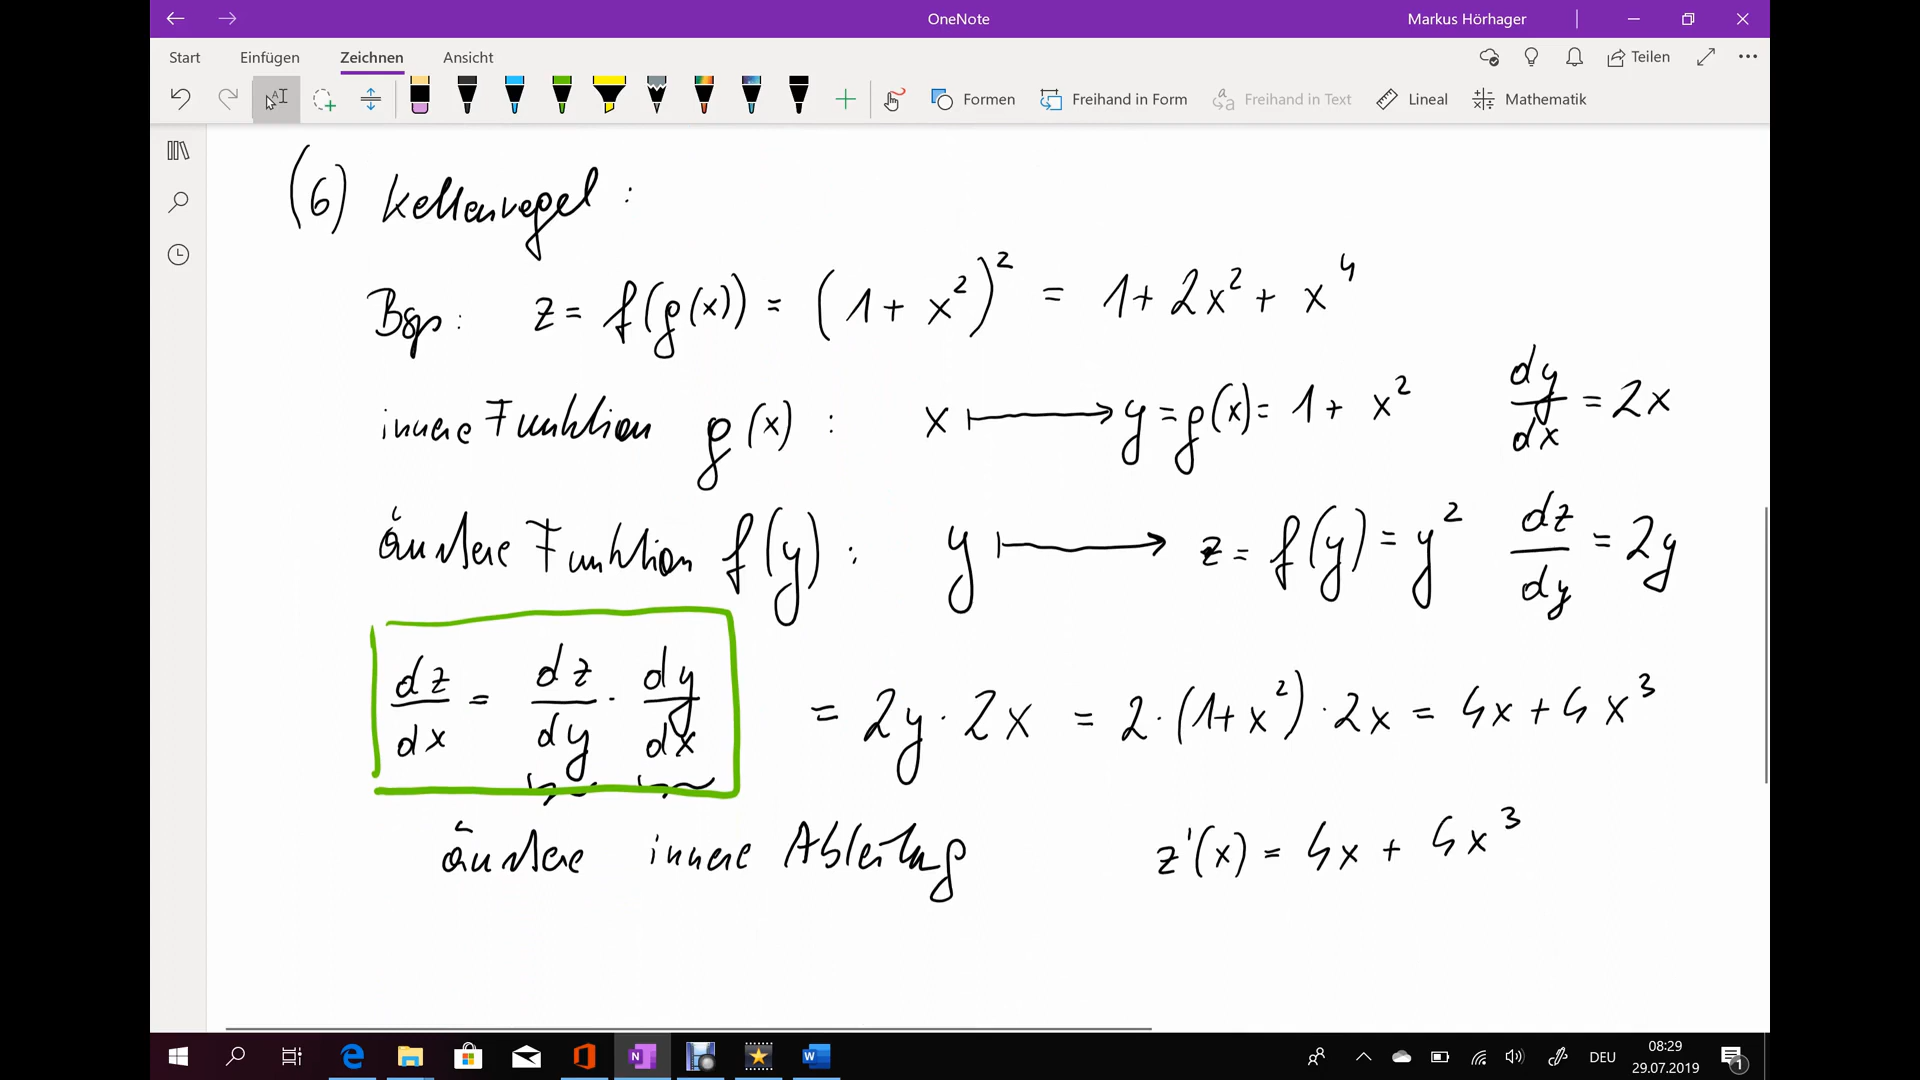 OneNote
Markus Hörhager
Start Einfügen Zeichnen Ansicht
Teilen
Formen Freihand in Form Freihand in Text Lineal Mathematik
(6) Kettenregel:
Bsp: z = f(g(x)) = (1 + x²)² = 1 + 2x² + x⁴
innere Funktion g(x) : x ⟼ y = g(x) = 1 + x² dy/dx = 2x
äußere Funktion f(y) : y ⟼ z = f(y) = y² dz/dy = 2y
dz/dx = dz/dy · dy/dx = 2y · 2x = 2·(1+x²)·2x = 4x + 4x³
äußere innere Ableitung z'(x) = 4x + 4x³
DEU
08:29
29.07.2019
1